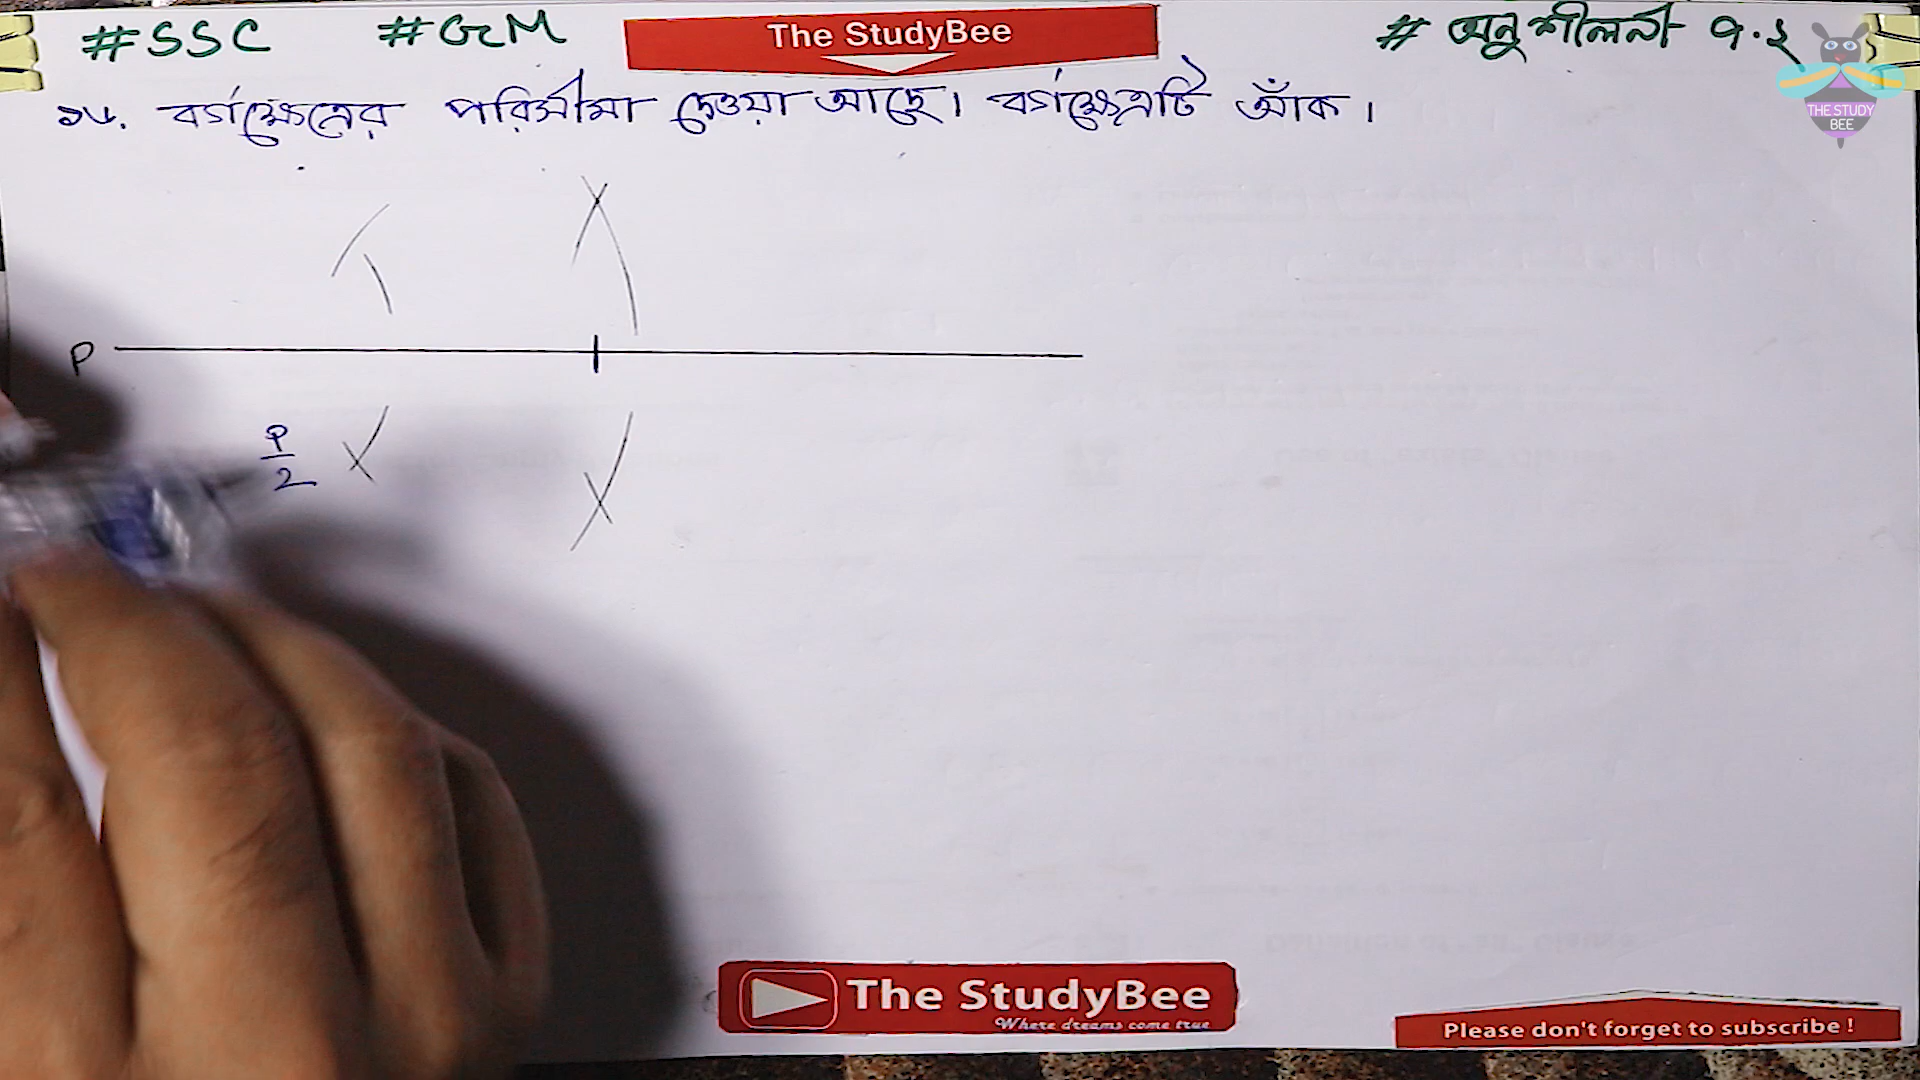 #SSC #GM The StudyBee # অনুশীলনী ৭.২
THE STUDY
BEE
১৮. বর্গক্ষেত্রের পরিসীমা দেওয়া আছে। বর্গক্ষেত্রটি আঁক।
P
P
2
The StudyBee
Where dreams come true
Please don't forget to subscribe !